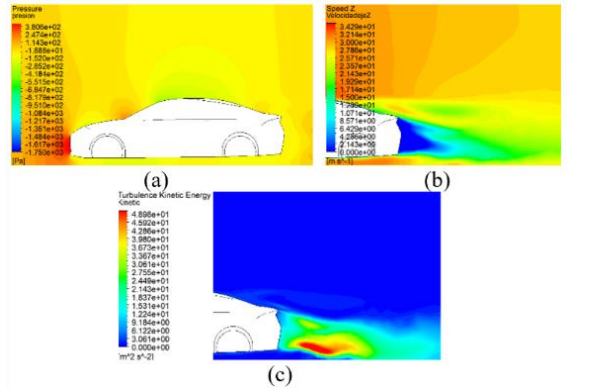 Pressure
presion
3.806e+02
2.474e+02
1.143e+02
-1.888e+01
-1.520e+02
-2.852e+02
-4.184e+02
-5.515e+02
-6.847e+02
-8.179e+02
-9.510e+02
-1.084e+03
-1.217e+03
-1.351e+03
-1.484e+03
-1.617e+03
-1.750e+03
[Pa]
(a)
Speed Z
VelocidadejeZ
3.429e+01
3.214e+01
3.000e+01
2.786e+01
2.571e+01
2.357e+01
2.143e+01
1.929e+01
1.714e+01
1.500e+01
1.286e+01
1.071e+01
8.571e+00
6.429e+00
4.286e+00
2.143e+00
0.000e+00
[m s^-1]
(b)
Turbulence Kinetic Energy
Kinetic
4.898e+01
4.592e+01
4.286e+01
3.980e+01
3.673e+01
3.367e+01
3.061e+01
2.755e+01
2.449e+01
2.143e+01
1.837e+01
1.531e+01
1.224e+01
9.184e+00
6.122e+00
3.061e+00
0.000e+00
[m^2 s^-2]
(c)